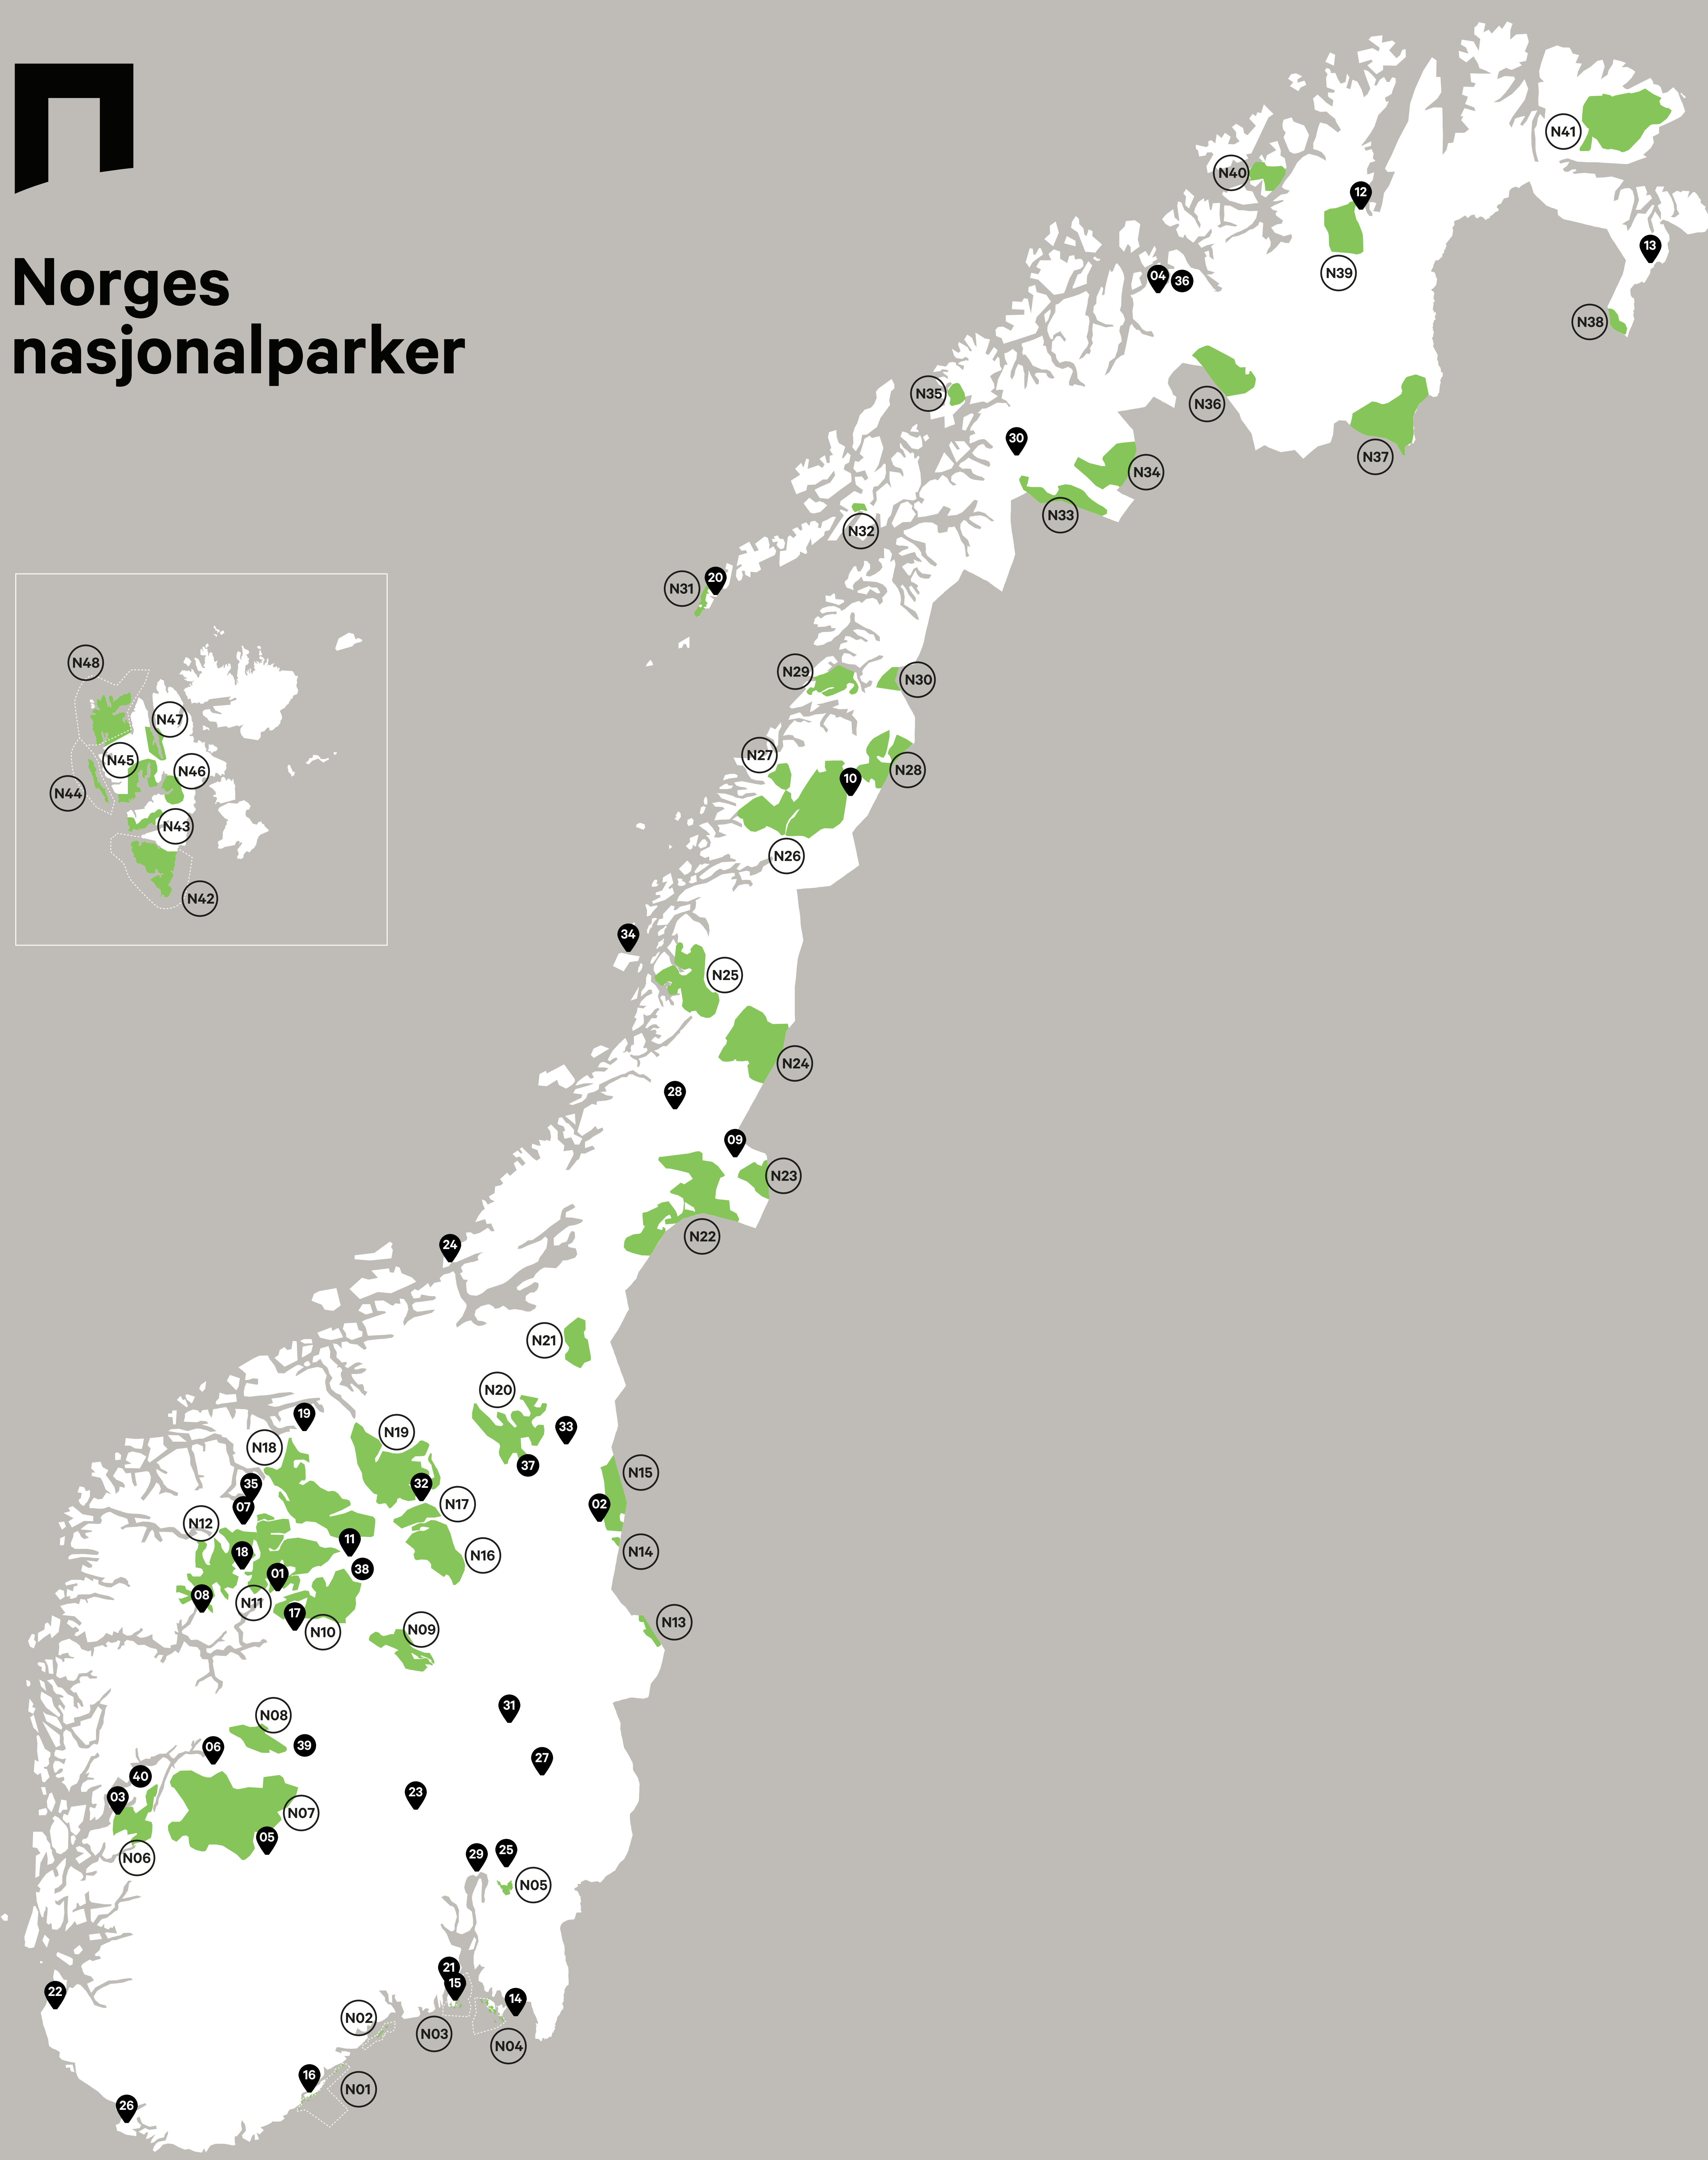 Norges
nasjonalparker
N41
N40
12
13
N39
04
36
N38
N35
N36
30
N37
N34
N33
N32
20
N31
N48
N29
N30
N47
N45
N27
N46
N28
10
N44
N43
N26
N42
34
N25
N24
28
09
N23
N22
24
N21
N20
19
33
N19
N18
37
N15
35
32
02
N17
07
N12
11
N14
18
N16
38
01
08
N11
17
N13
N10
N09
31
N08
39
06
27
40
23
03
N07
05
25
29
N06
N05
21
15
22
14
N02
N03
N04
16
N01
26